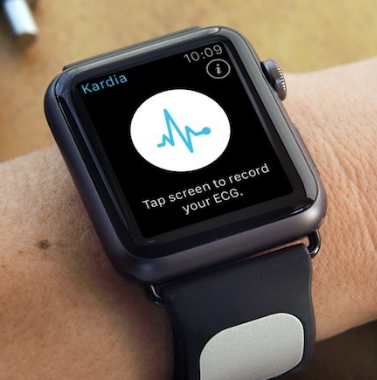 10:09
Kardia
i
Tap screen to record
your ECG.